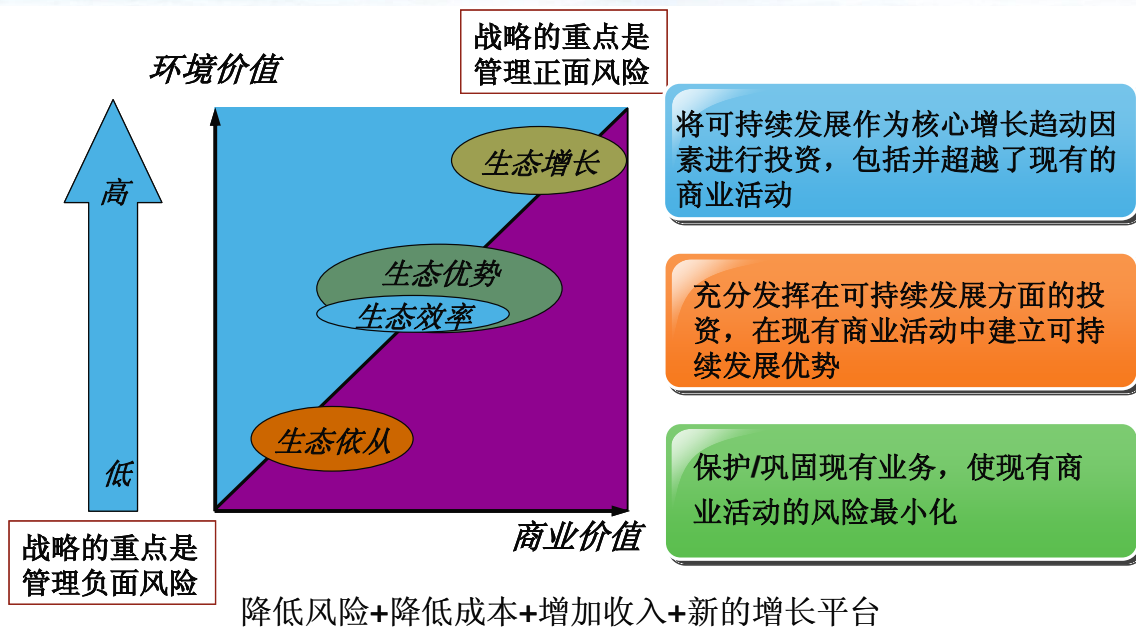 战略的重点是
管理正面风险
环境价值
高
低
生态增长
生态优势
生态效率
生态依从
商业价值
战略的重点是
管理负面风险
将可持续发展作为核心增长趋动因
素进行投资，包括并超越了现有的
商业活动
充分发挥在可持续发展方面的投
资，在现有商业活动中建立可持
续发展优势
保护/巩固现有业务，使现有商
业活动的风险最小化
降低风险+降低成本+增加收入+新的增长平台